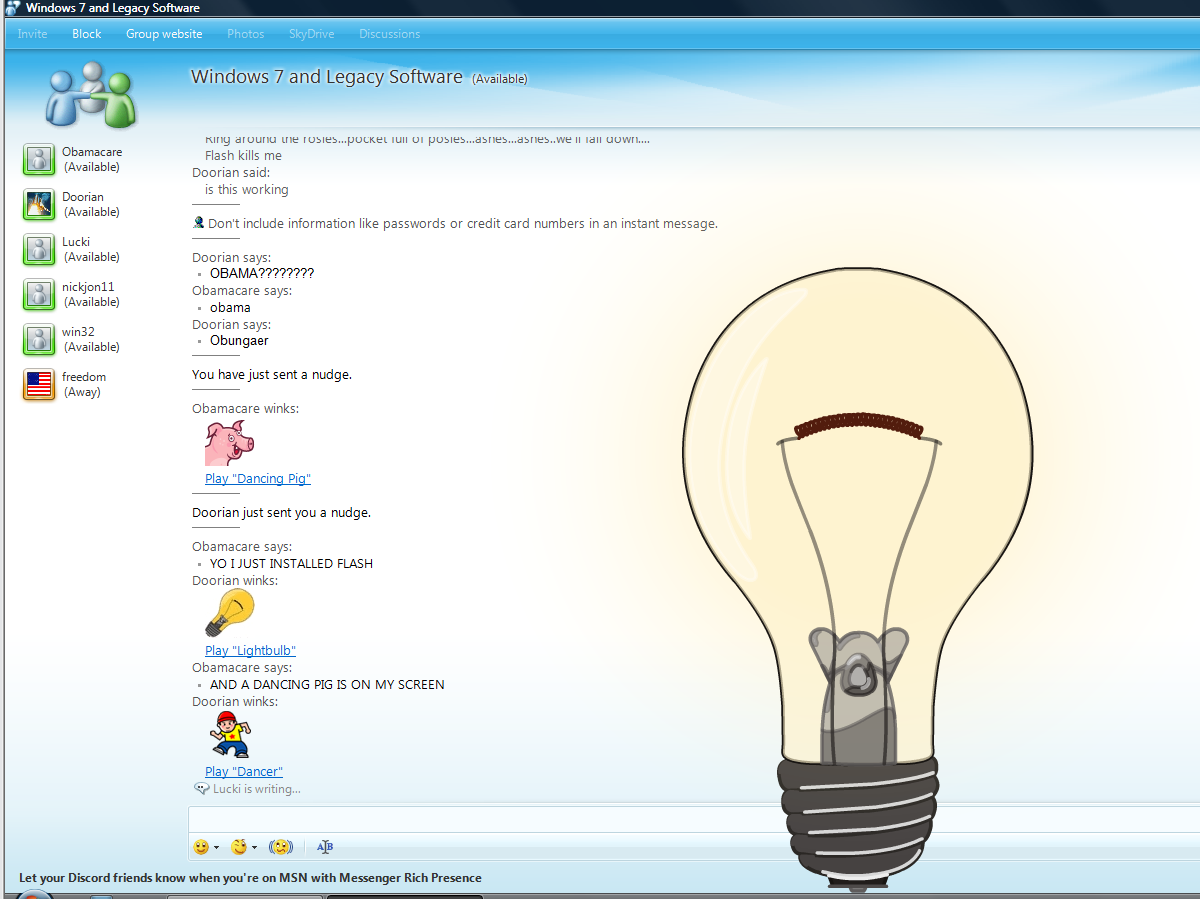 Windows 7 and Legacy Software
Invite Block Group website Photos SkyDrive Discussions
Windows 7 and Legacy Software (Available)
Obamacare
(Available)
Doorian
(Available)
Lucki
(Available)
nickjon11
(Available)
win32
(Available)
freedom
(Away)
Ring around the rosies...pocket full of posies...ashes...ashes..we'll fall down....
Flash kills me
Doorian said:
is this working
Don't include information like passwords or credit card numbers in an instant message.
Doorian says:
OBAMA????????
Obamacare says:
obama
Doorian says:
Obungaer
You have just sent a nudge.
Obamacare winks:
Play "Dancing Pig"
Doorian just sent you a nudge.
Obamacare says:
YO I JUST INSTALLED FLASH
Doorian winks:
Play "Lightbulb"
Obamacare says:
AND A DANCING PIG IS ON MY SCREEN
Doorian winks:
Play "Dancer"
Lucki is writing...
Let your Discord friends know when you're on MSN with Messenger Rich Presence